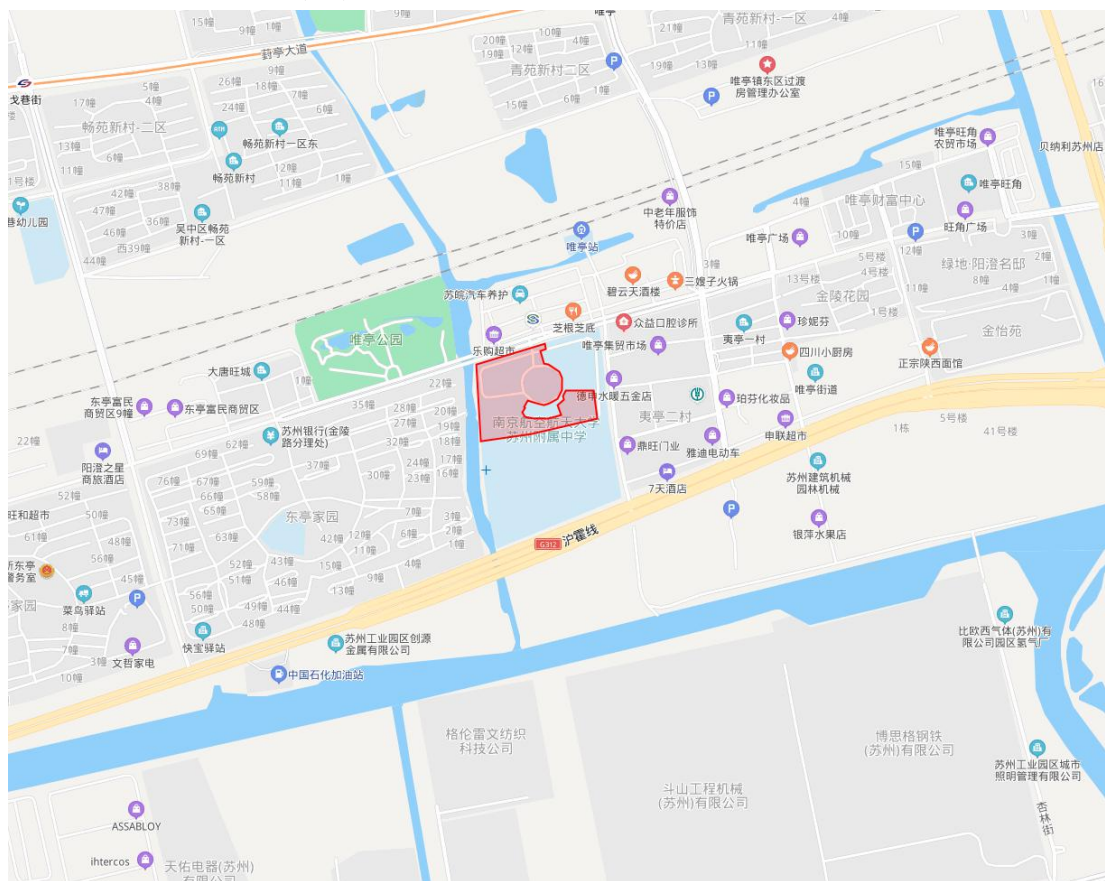 15幢
9幢
1幢
9幢
唯亭
青苑新村-一区
4幢
21幢
11幢
葑亭大道
10幢
20幢
12幢
4幢
19幢
青苑新村二区
P
19幢
13幢
唯亭镇东区过渡
房管理办公室
P
15幢
6幢
1幢
戈巷街
5幢
4幢
17幢
畅苑新村-二区
13幢
6幢
11幢
9幢
26幢
18幢
7幢
24幢
6幢
畅苑新村一区东
畅苑新村
12幢
11幢
1幢
1号楼
巷幼儿园
42幢
38幢
47幢
46幢
36幢
西39幢
44幢
吴中区畅苑
新村-一区
唯亭旺角
农贸市场
贝纳利苏州店
15幢
唯亭旺角
唯亭财富中心
旺角广场
P
4幢
中老年服饰
特价店
唯亭站
唯亭广场
10幢
12幢
3幢
2幢
5号楼
4号楼
绿地·阳澄名邸
8幢
1幢
11幢
4幢
6幢
3幢
13号楼
金陵花园
1号楼
金怡苑
苏皖汽车养护
碧云天酒楼
三嫂子火锅
芝根芝底
众益口腔诊所
唯亭集贸市场
夷亭一村
珍妮芬
四川小厨房
正宗陕西面馆
唯亭公园
乐购超市
大唐旺城
1幢
22幢
东亭富民
商贸区9幢
东亭富民商贸区
35幢
28幢
20幢
27幢
19幢
32幢
18幢
苏州银行(金陵
路分理处)
62幢
69幢
37幢
24幢
17幢
23幢
16幢
30幢
22幢
阳澄之星
商旅酒店
76幢
67幢
59幢
66幢
58幢
65幢
73幢
63幢
71幢
东亭家园
7幢
3幢
2幢
1幢
42幢
12幢
6幢
11幢
43幢
15幢
4幢
52幢
51幢
46幢
9幢
13幢
56幢
50幢
49幢
44幢
48幢
南京航空航天大学
苏州附属中学
德申水暖五金店
夷亭二村
珀芬化妆品
唯亭街道
申联超市
鼎旺门业
雅迪电动车
7天酒店
P
苏州建筑机械
园林机械
银萍水果店
1栋
5号楼
41号楼
G312
沪霍线
52幢
旺和超市
50幢
61幢
48幢
56幢
新东亭
警务室
45幢
P
菜鸟驿站
亭家园
8幢
7幢
3幢
10幢
文哲家电
快宝驿站
苏州工业园区创源
金属有限公司
中国石化加油站
比欧西气体(苏州)有
限公司园区氢气厂
格伦雷文纺织
科技公司
博思格钢铁
(苏州)有限公司
斗山工程机械
(苏州)有限公司
苏州工业园区城市
照明管理有限公司
杏林街
ASSABLOY
ihtercos
天佑电器(苏州)
有限公司